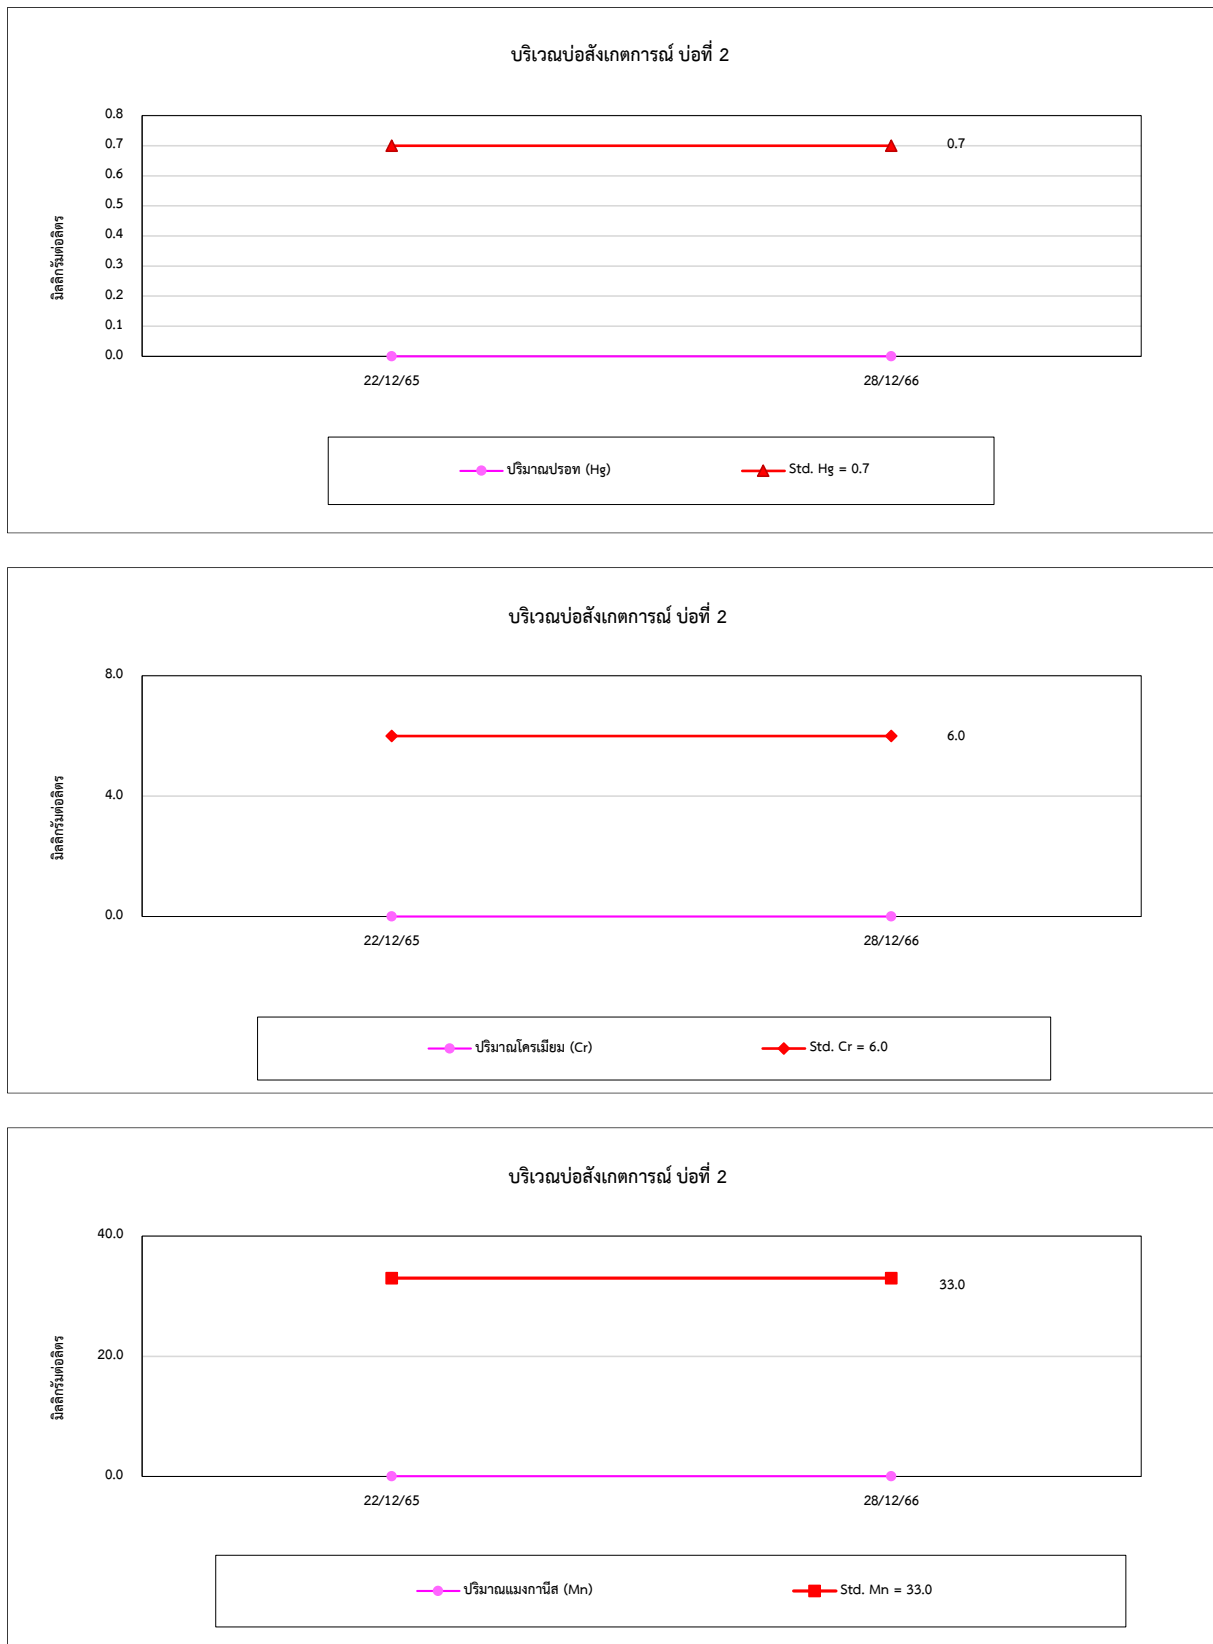 บริเวณบ่อสังเกตการณ์ บ่อที่ 2
มิลลิกรัมต่อลิตร
0.8
0.7
0.6
0.5
0.4
0.3
0.2
0.1
0.0
0.7
22/12/65 28/12/66
ปริมาณปรอท (Hg) Std. Hg = 0.7
บริเวณบ่อสังเกตการณ์ บ่อที่ 2
มิลลิกรัมต่อลิตร
8.0
4.0
0.0
6.0
22/12/65 28/12/66
ปริมาณโครเมียม (Cr) Std. Cr = 6.0
บริเวณบ่อสังเกตการณ์ บ่อที่ 2
มิลลิกรัมต่อลิตร
40.0
20.0
0.0
33.0
22/12/65 28/12/66
ปริมาณแมงกานีส (Mn) Std. Mn = 33.0